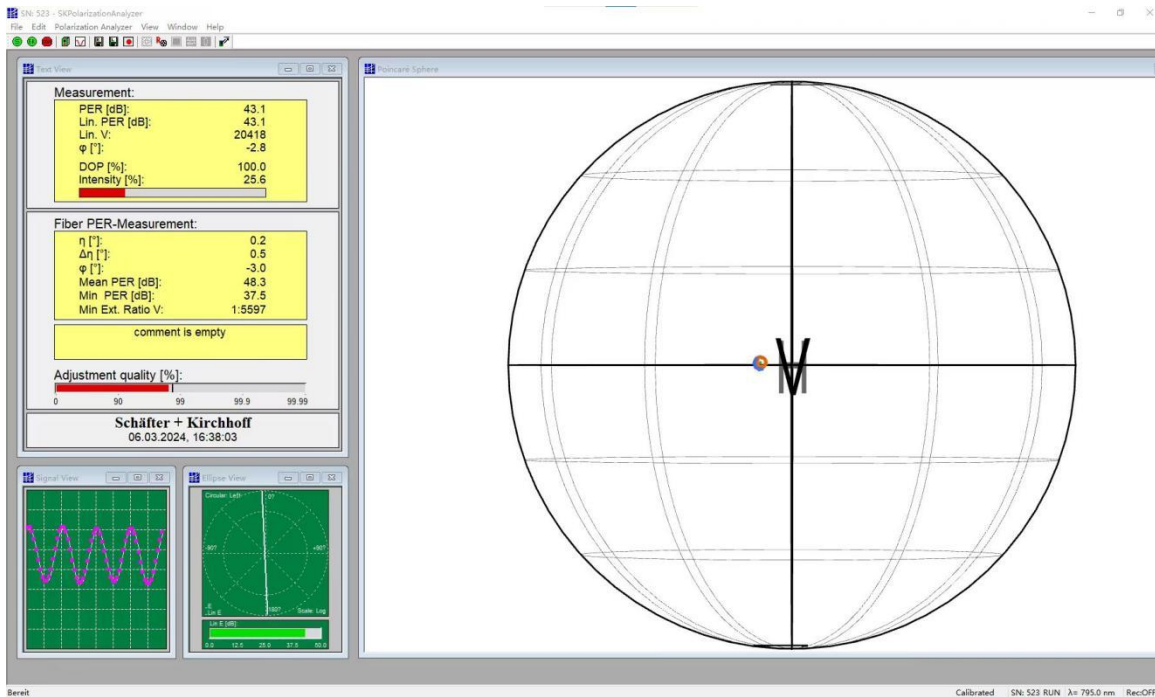 SN: 523 - SKPolarizationAnalyzer
File Edit Polarization Analyzer View Window Help
Text View
Measurement:
PER [dB]: 43.1
Lin. PER [dB]: 43.1
Lin. V: 20418
φ [°]: -2.8
DOP [%]: 100.0
Intensity [%]: 25.6
Fiber PER-Measurement:
η [°]: 0.2
Δη [°]: 0.5
φ [°]: -3.0
Mean PER [dB]: 48.3
Min PER [dB]: 37.5
Min Ext. Ratio V: 1:5597
comment is empty
Adjustment quality [%]:
0 90 99 99.9 99.99
Schäfter + Kirchhoff
06.03.2024, 16:38:03
Poincare Sphere
H
V
Signal View
Ellipse View
Circular: Left
0?
-90? +90?
180?
Lin E
Scale: Log
Lin E [dB]
0.0 12.5 25.0 37.5 50.0
Bereit
Calibrated SN: 523 RUN λ= 795.0 nm Rec:OFF